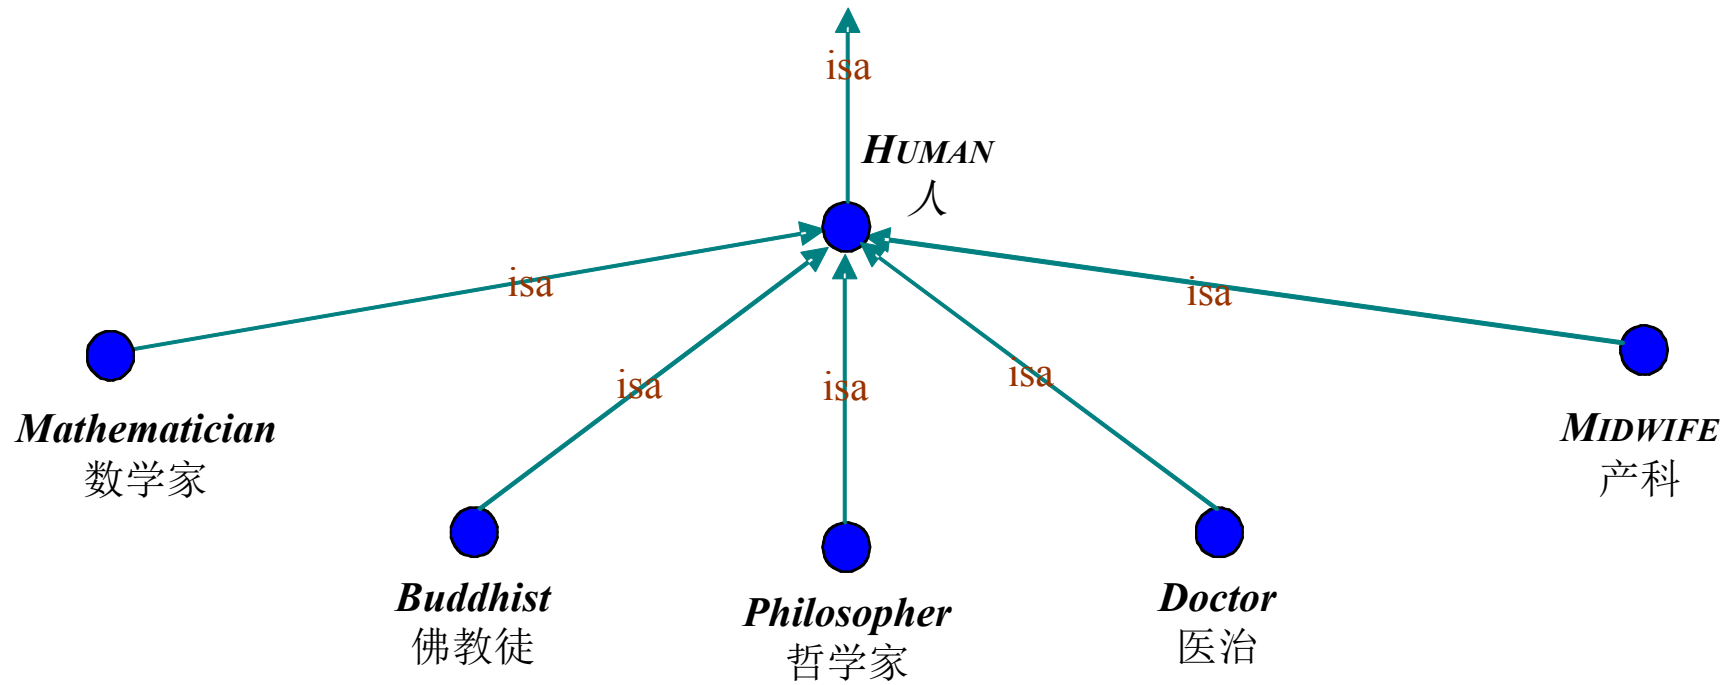 isa
HUMAN
人
isa
isa
isa
isa
isa
Mathematician
数学家
MIDWIFE
产科
Buddhist
佛教徒
Philosopher
哲学家
Doctor
医治